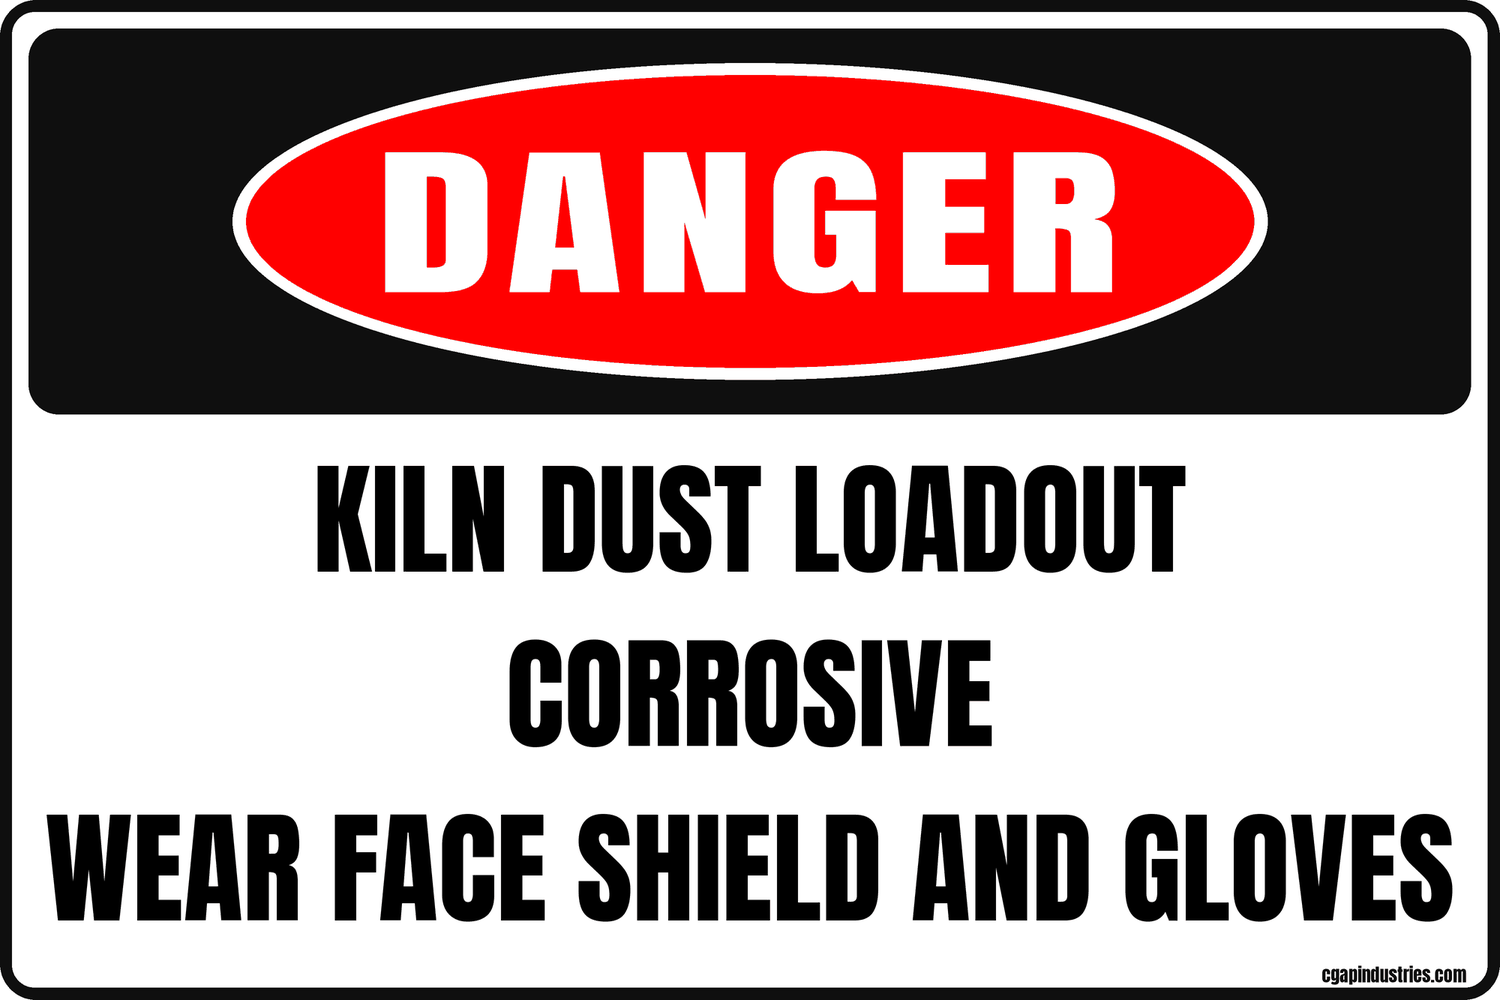 DANGER
KILN DUST LOADOUT
CORROSIVE
WEAR FACE SHIELD AND GLOVES
cgapindustries.com